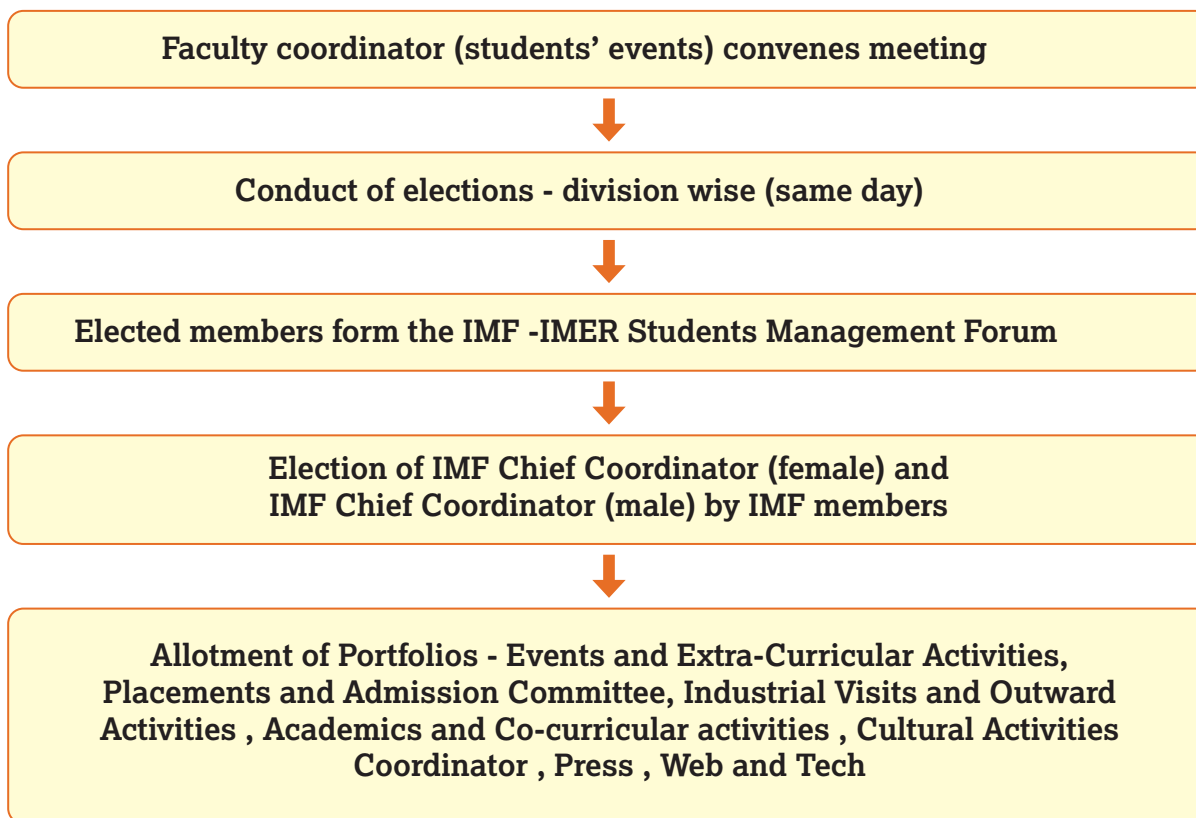 Faculty coordinator (students’ events) convenes meeting
Conduct of elections - division wise (same day)
Elected members form the IMF -IMER Students Management Forum
Election of IMF Chief Coordinator (female) and
IMF Chief Coordinator (male) by IMF members
Allotment of Portfolios - Events and Extra-Curricular Activities,
Placements and Admission Committee, Industrial Visits and Outward
Activities , Academics and Co-curricular activities , Cultural Activities
Coordinator , Press , Web and Tech